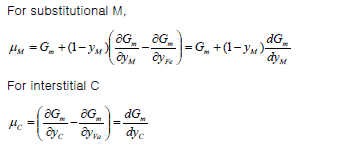 For substitutional M,
μ_M = G_m + (1 - y_M)(∂G_m/∂y_M - ∂G_m/∂y_Fe) = G_m + (1 - y_M) dG_m/dy_M
For interstitial C
μ_C = (∂G_m/∂y_C - ∂G_m/∂y_Va) = dG_m/dy_C